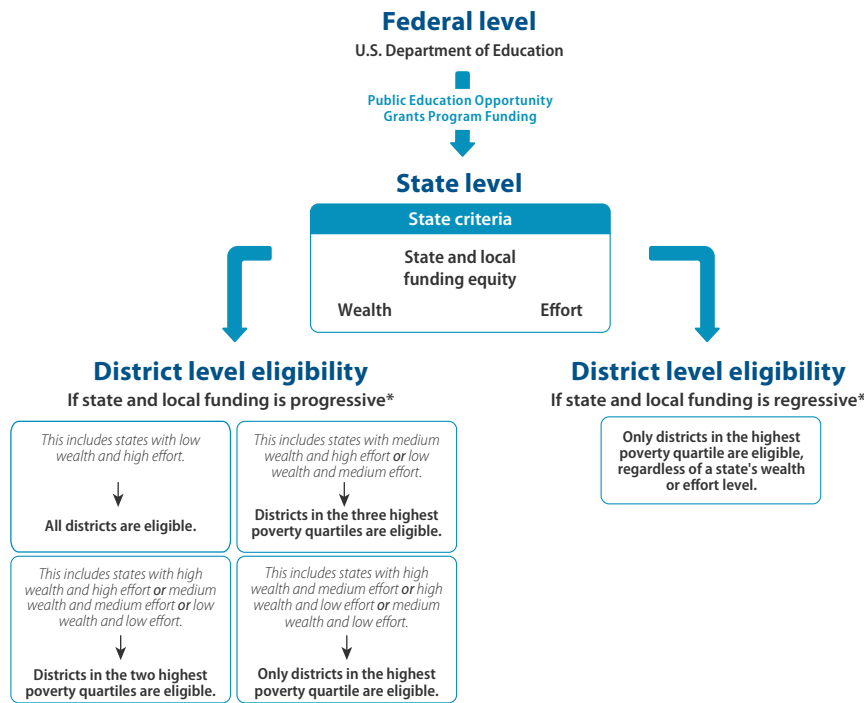 Federal level
U.S. Department of Education
Public Education Opportunity
Grants Program Funding
State level
State criteria
State and local
funding equity
Wealth
Effort
District level eligibility
If state and local funding is progressive*
This includes states with low
wealth and high effort.
All districts are eligible.
This includes states with medium
wealth and high effort or low
wealth and medium effort.
Districts in the three highest
poverty quartiles are eligible.
This includes states with high
wealth and high effort or medium
wealth and medium effort or low
wealth and low effort.
Districts in the two highest
poverty quartiles are eligible.
This includes states with high
wealth and medium effort or high
wealth and low effort or medium
wealth and low effort.
Only districts in the highest
poverty quartile are eligible.
District level eligibility
If state and local funding is regressive*
Only districts in the highest
poverty quartile are eligible,
regardless of a state's wealth
or effort level.